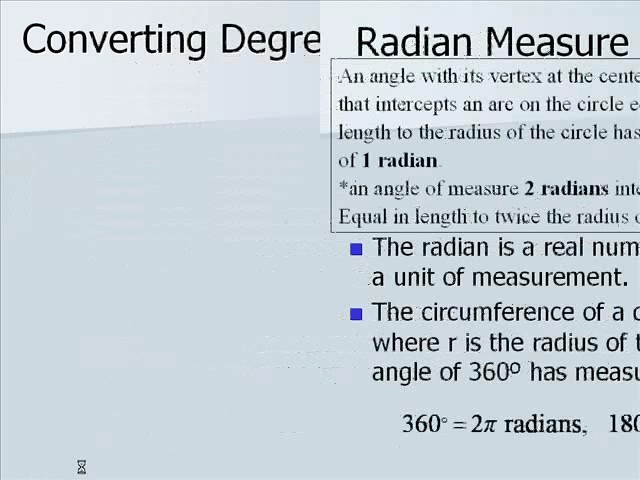 Converting Degre
Radian Measure
An angle with its vertex at the cente
that intercepts an arc on the circle e
length to the radius of the circle has
of 1 radian.
*an angle of measure 2 radians inte
Equal in length to twice the radius o
The radian is a real num
a unit of measurement.
The circumference of a c
where r is the radius of t
angle of 360º has measu
360° = 2π radians, 180